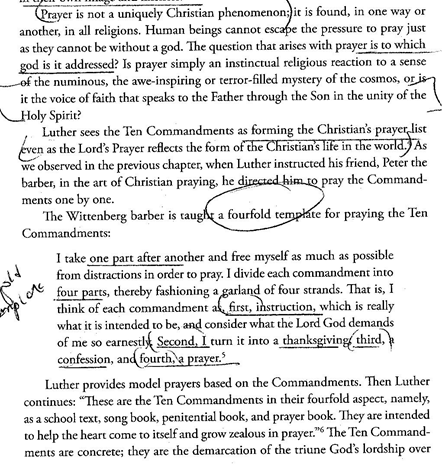 in their own image and
Prayer is not a uniquely Christian phenomenon; it is found, in one way or
another, in all religions. Human beings cannot escape the pressure to pray just
as they cannot be without a god. The question that arises with prayer is to which
god is it addressed? Is prayer simply an instinctual religious reaction to a sense
of the numinous, the awe-inspiring or terror-filled mystery of the cosmos, or is
it the voice of faith that speaks to the Father through the Son in the unity of the
Holy Spirit?
Luther sees the Ten Commandments as forming the Christian's prayer list
even as the Lord's Prayer reflects the form of the Christian's life in the world. As
we observed in the previous chapter, when Luther instructed his friend, Peter the
barber, in the art of Christian praying, he directed him to pray the Command-
ments one by one.
The Wittenberg barber is taught a fourfold template for praying the Ten
Commandments:
I take one part after another and free myself as much as possible
from distractions in order to pray. I divide each commandment into
four parts, thereby fashioning a garland of four strands. That is, I
think of each commandment as, first, instruction, which is really
what it is intended to be, and consider what the Lord God demands
of me so earnestly. Second, I turn it into a thanksgiving; third, a
confession, and fourth, a prayer.5
Luther provides model prayers based on the Commandments. Then Luther
continues: "These are the Ten Commandments in their fourfold aspect, namely,
as a school text, song book, penitential book, and prayer book. They are intended
to help the heart come to itself and grow zealous in prayer."6 The Ten Command-
ments are concrete; they are the demarcation of the triune God's lordship over